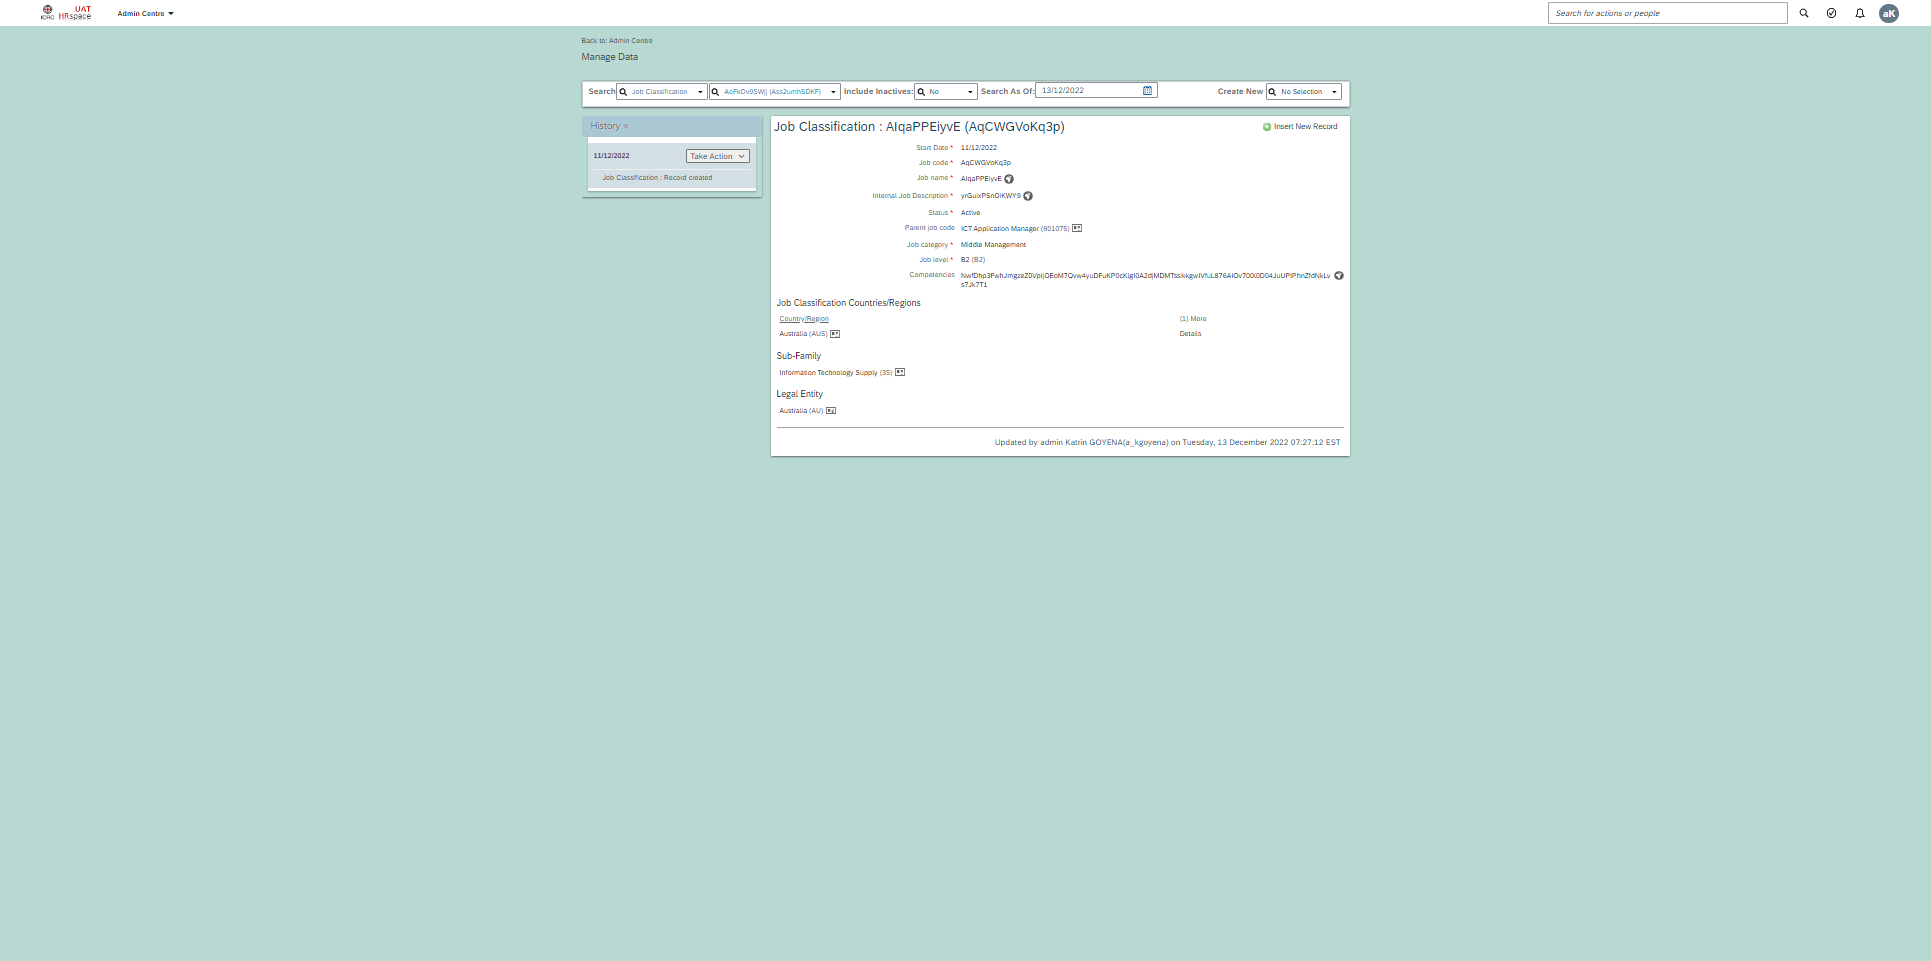 ICRC UAT HRspace Admin Centre Search for actions or people aK
Back to: Admin Centre
Manage Data
Search Job Classification AoFkOv9SWjj (Ass2umhSDKF) Include Inactives: No Search As Of: 13/12/2022 Create New No Selection
History «
11/12/2022 Take Action
Job Classification : Record created
Job Classification : AIqaPPEiyvE (AqCWGVoKq3p) Insert New Record
Start Date * 11/12/2022
Job code * AqCWGVoKq3p
Job name * AIqaPPEiyvE
Internal Job Description * yrGuixPSnOiKWY9
Status * Active
Parent job code ICT Application Manager (801075)
Job category * Middle Management
Job level * B2 (B2)
Competencies
s7Jk7T1
Job Classification Countries/Regions
Country/Region (1) More
Australia (AUS) Details
Sub-Family
Information Technology Supply (35)
Legal Entity
Australia (AU)
Updated by admin Katrin GOYENA(a_kgoyena) on Tuesday, 13 December 2022 07:27:12 EST